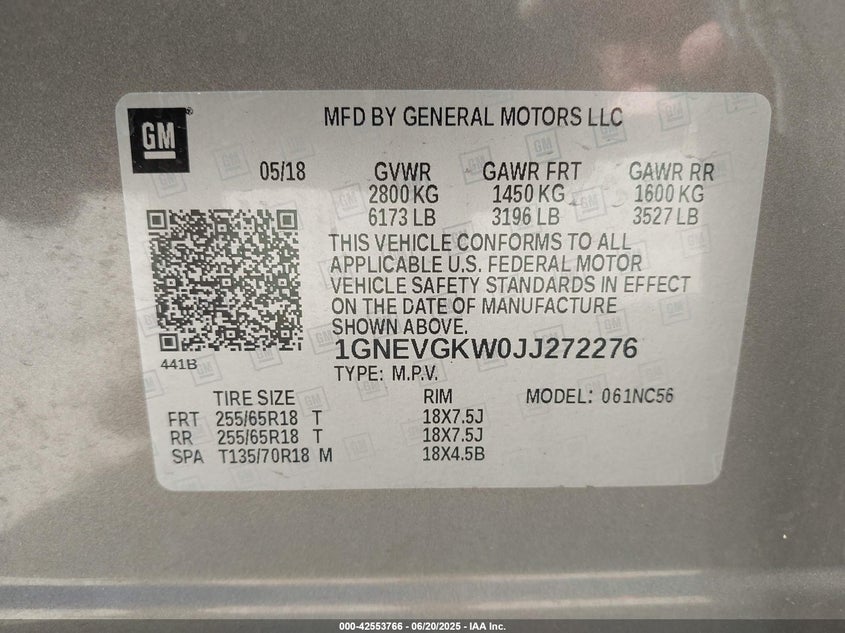 GM
®
MFD BY GENERAL MOTORS LLC
05/18 GVWR GAWR FRT GAWR RR
2800 KG 1450 KG 1600 KG
6173 LB 3196 LB 3527 LB
THIS VEHICLE CONFORMS TO ALL
APPLICABLE U.S. FEDERAL MOTOR
VEHICLE SAFETY STANDARDS IN EFFECT
ON THE DATE OF MANUFACTURE
SHOWN ABOVE.
441B
1GNEVGKW0JJ272276
TYPE: M.P.V.
TIRE SIZE RIM MODEL: 061NC56
FRT 255/65R18 T 18X7.5J
RR 255/65R18 T 18X7.5J
SPA T135/70R18 M 18X4.5B
000-42553766 - 06/20/2025 - IAA Inc.